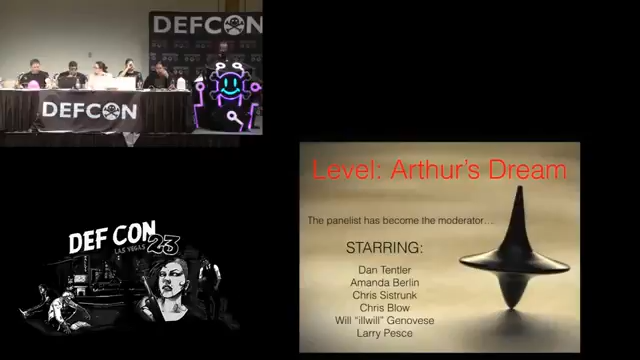 DEFCON
DEFCON
DEF CON
LAS VEGAS 23
Level: Arthur's Dream
The panelist has become the moderator...
STARRING:
Dan Tentler
Amanda Berlin
Chris Sistrunk
Chris Blow
Will "illwill" Genovese
Larry Pesce